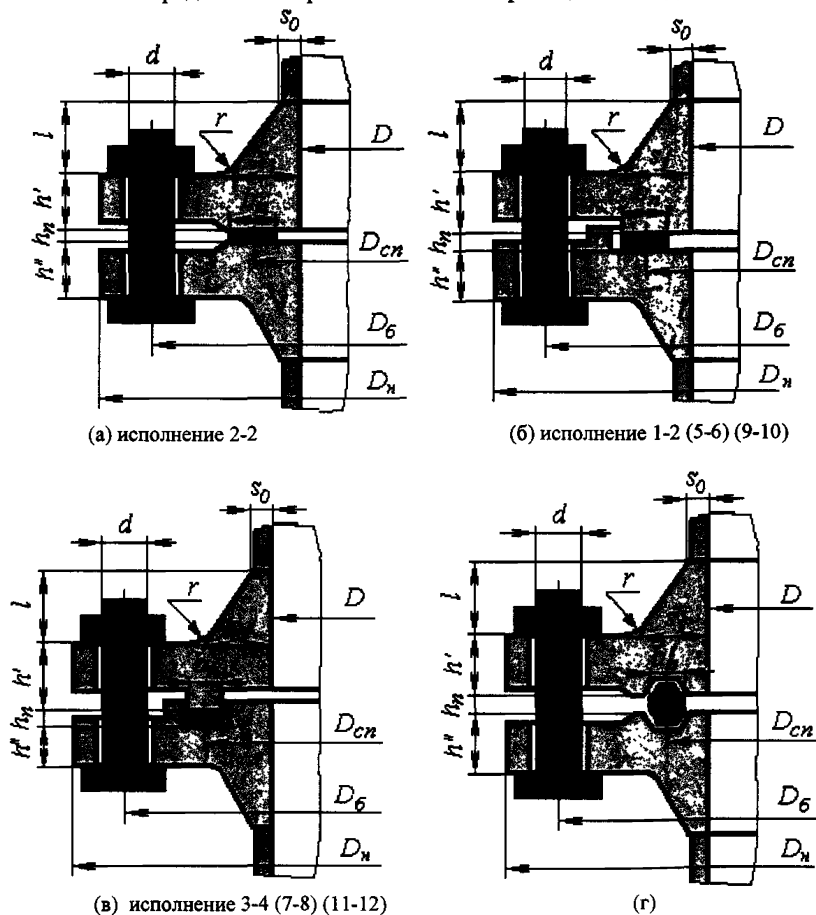 s₀
d
r
l
D
h'
hп
h"
Dсп
Dб
Dн
(а) исполнение 2-2
s₀
d
r
l
D
h'
hп
h"
Dсп
Dб
Dн
(б) исполнение 1-2 (5-6) (9-10)
s₀
d
r
l
D
h'
hп
h"
Dсп
Dб
Dн
(в) исполнение 3-4 (7-8) (11-12)
s₀
d
r
l
D
h'
hп
h"
Dсп
Dб
Dн
(г)